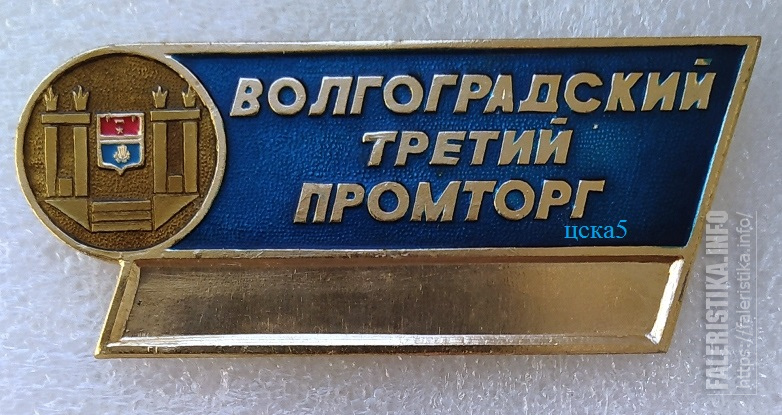 ВОЛГОГРАДСКИЙ
ТРЕТИЙ
ПРОМТОРГ
цска5
FALERISTIKA.INFO
https://faleristika.info/